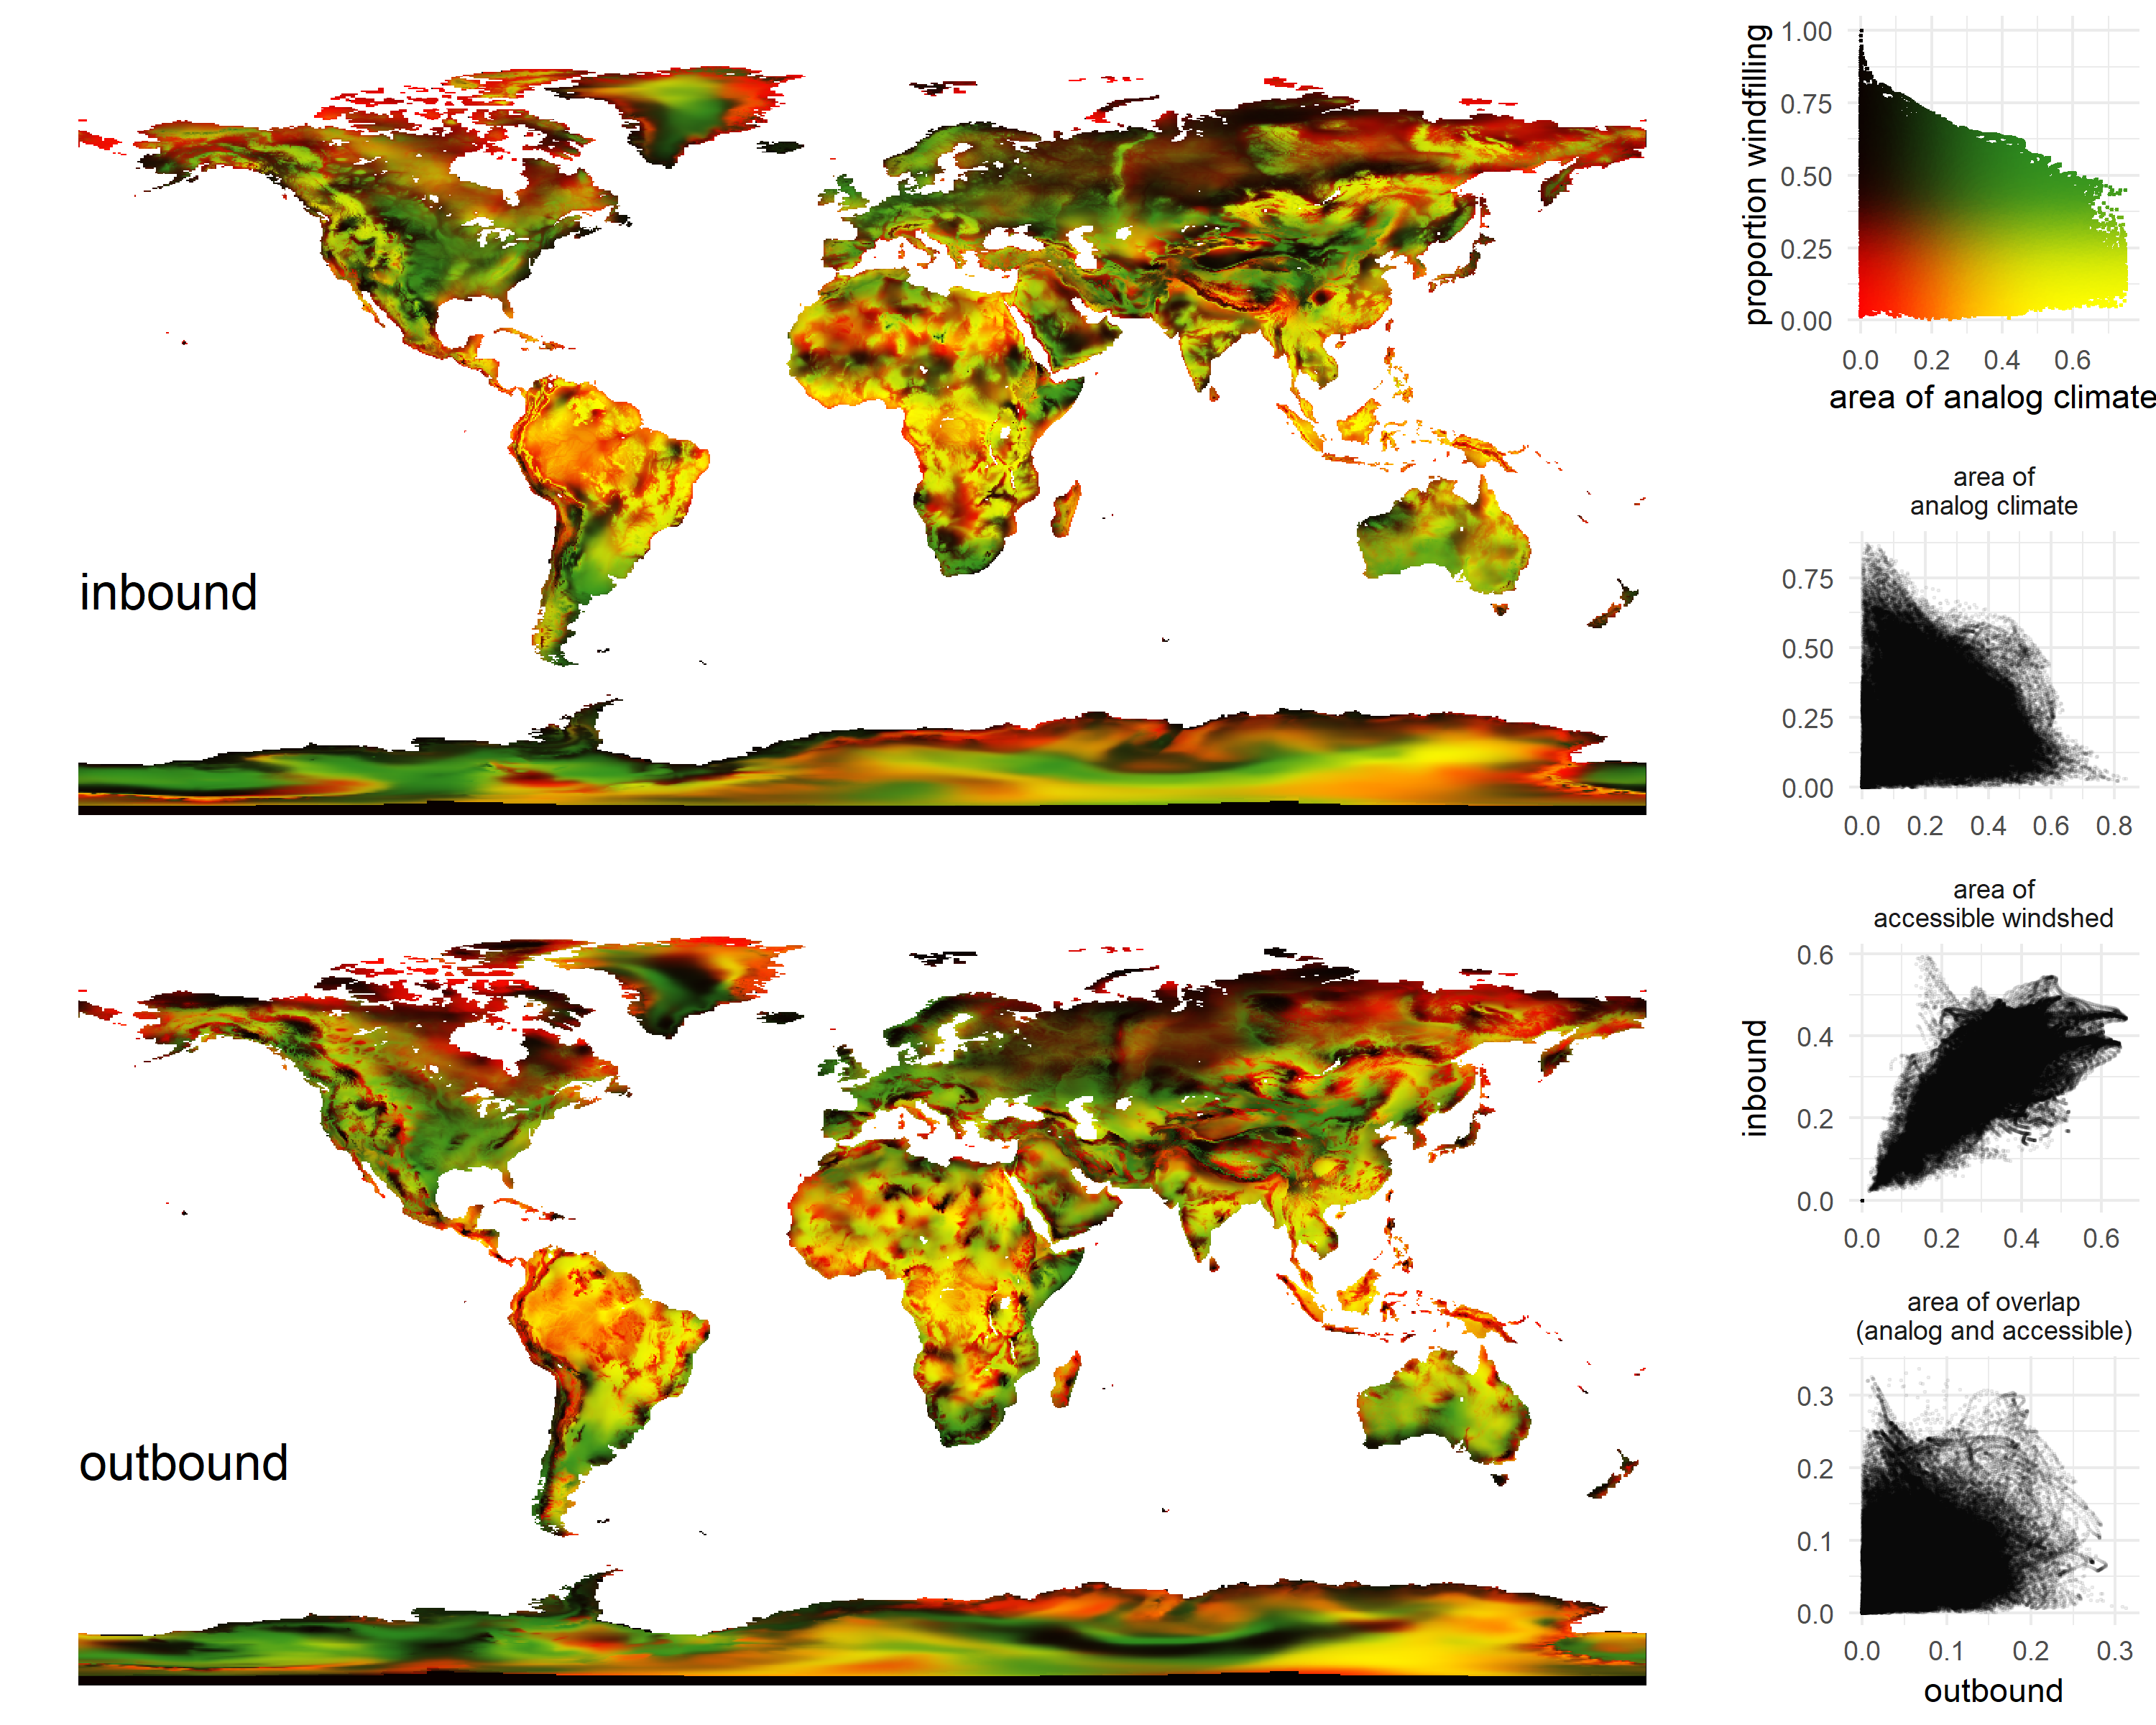 inbound
outbound
proportion windfilling
1.00
0.75
0.50
0.25
0.00
0.0 0.2 0.4 0.6
area of analog climate
area of
analog climate
0.75
0.50
0.25
0.00
0.0 0.2 0.4 0.6 0.8
area of
accessible windshed
inbound
0.6
0.4
0.2
0.0
0.0 0.2 0.4 0.6
area of overlap
(analog and accessible)
0.3
0.2
0.1
0.0
0.0 0.1 0.2 0.3
outbound